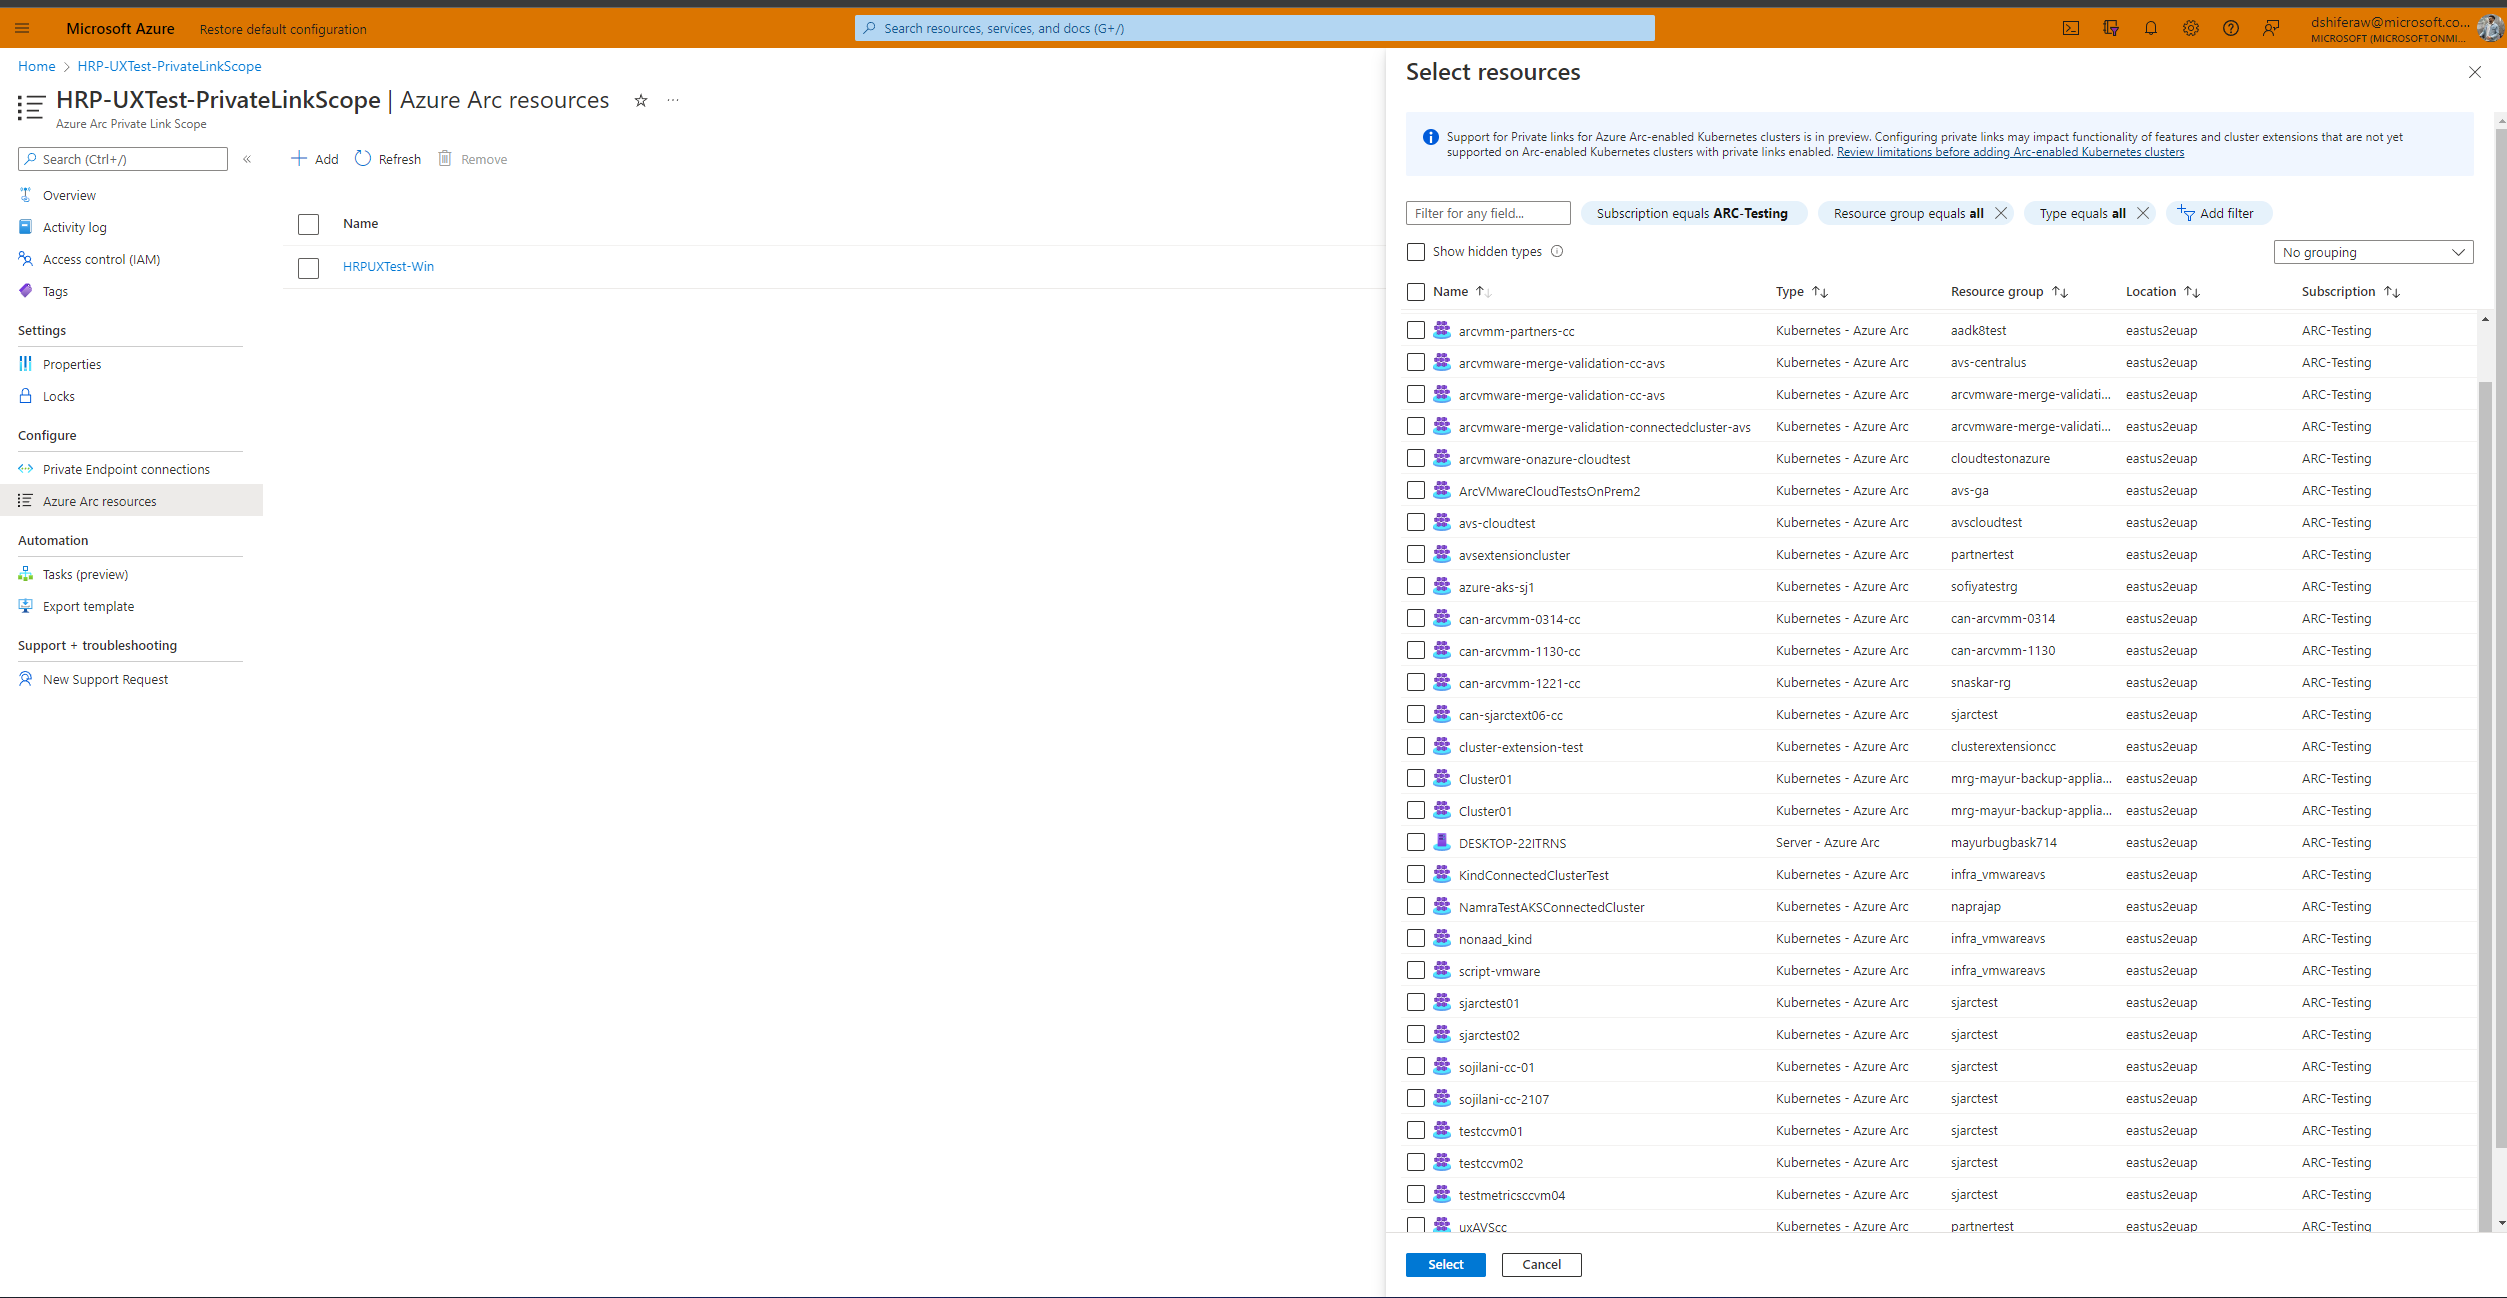 Microsoft Azure
Restore default configuration
Search resources, services, and docs (G+/)
dshiferaw@microsoft.co...
MICROSOFT (MICROSOFT.ONMI...
Home > HRP-UXTest-PrivateLinkScope
HRP-UXTest-PrivateLinkScope | Azure Arc resources
Azure Arc Private Link Scope
Search (Ctrl+/)
Overview
Activity log
Access control (IAM)
Tags
Settings
Properties
Locks
Configure
Private Endpoint connections
Azure Arc resources
Automation
Tasks (preview)
Export template
Support + troubleshooting
New Support Request
Add Refresh Remove
Name
HRPUXTest-Win
Select resources
Support for Private links for Azure Arc-enabled Kubernetes clusters is in preview. Configuring private links may impact functionality of features and cluster extensions that are not yet
supported on Arc-enabled Kubernetes clusters with private links enabled. Review limitations before adding Arc-enabled Kubernetes clusters
Filter for any field... Subscription equals ARC-Testing Resource group equals all Type equals all Add filter
Show hidden types No grouping
Name Type Resource group Location Subscription
arcvmm-partners-cc Kubernetes - Azure Arc aadk8test eastus2euap ARC-Testing
arcvmware-merge-validation-cc-avs Kubernetes - Azure Arc avs-centralus eastus2euap ARC-Testing
arcvmware-merge-validation-cc-avs Kubernetes - Azure Arc arcvmware-merge-validati... eastus2euap ARC-Testing
arcvmware-merge-validation-connectedcluster-avs Kubernetes - Azure Arc arcvmware-merge-validati... eastus2euap ARC-Testing
arcvmware-onazure-cloudtest Kubernetes - Azure Arc cloudtestonazure eastus2euap ARC-Testing
ArcVMwareCloudTestsOnPrem2 Kubernetes - Azure Arc avs-ga eastus2euap ARC-Testing
avs-cloudtest Kubernetes - Azure Arc avscloudtest eastus2euap ARC-Testing
avsextensioncluster Kubernetes - Azure Arc partnertest eastus2euap ARC-Testing
azure-aks-sj1 Kubernetes - Azure Arc sofiyatestrg eastus2euap ARC-Testing
can-arcvmm-0314-cc Kubernetes - Azure Arc can-arcvmm-0314 eastus2euap ARC-Testing
can-arcvmm-1130-cc Kubernetes - Azure Arc can-arcvmm-1130 eastus2euap ARC-Testing
can-arcvmm-1221-cc Kubernetes - Azure Arc snaskar-rg eastus2euap ARC-Testing
can-sjarctext06-cc Kubernetes - Azure Arc sjarctest eastus2euap ARC-Testing
cluster-extension-test Kubernetes - Azure Arc clusterextensioncc eastus2euap ARC-Testing
Cluster01 Kubernetes - Azure Arc mrg-mayur-backup-applia... eastus2euap ARC-Testing
Cluster01 Kubernetes - Azure Arc mrg-mayur-backup-applia... eastus2euap ARC-Testing
DESKTOP-22ITRNS Server - Azure Arc mayurbugbask714 eastus2euap ARC-Testing
KindConnectedClusterTest Kubernetes - Azure Arc infra_vmwareavs eastus2euap ARC-Testing
NamraTestAKSConnectedCluster Kubernetes - Azure Arc naprajap eastus2euap ARC-Testing
nonaad_kind Kubernetes - Azure Arc infra_vmwareavs eastus2euap ARC-Testing
script-vmware Kubernetes - Azure Arc infra_vmwareavs eastus2euap ARC-Testing
sjarctest01 Kubernetes - Azure Arc sjarctest eastus2euap ARC-Testing
sjarctest02 Kubernetes - Azure Arc sjarctest eastus2euap ARC-Testing
sojilani-cc-01 Kubernetes - Azure Arc sjarctest eastus2euap ARC-Testing
sojilani-cc-2107 Kubernetes - Azure Arc sjarctest eastus2euap ARC-Testing
testccvm01 Kubernetes - Azure Arc sjarctest eastus2euap ARC-Testing
testccvm02 Kubernetes - Azure Arc sjarctest eastus2euap ARC-Testing
testmetricsccvm04 Kubernetes - Azure Arc sjarctest eastus2euap ARC-Testing
uxAVScc Kubernetes - Azure Arc partnertest eastus2euap ARC-Testing
Select Cancel